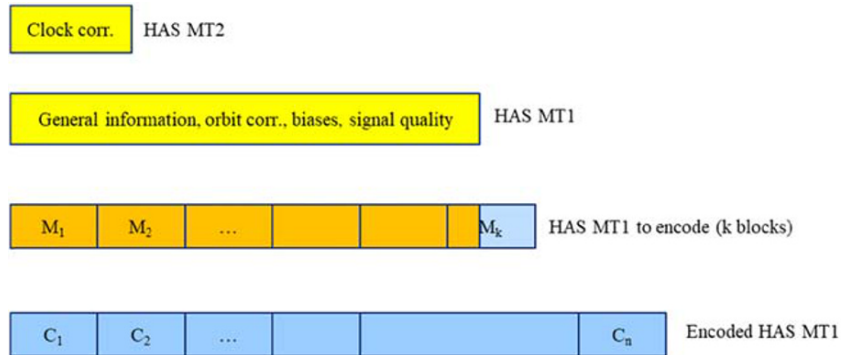 Clock corr. HAS MT2
General information, orbit corr., biases, signal quality HAS MT1
M₁ M₂ … Mₖ HAS MT1 to encode (k blocks)
C₁ C₂ … Cₙ Encoded HAS MT1